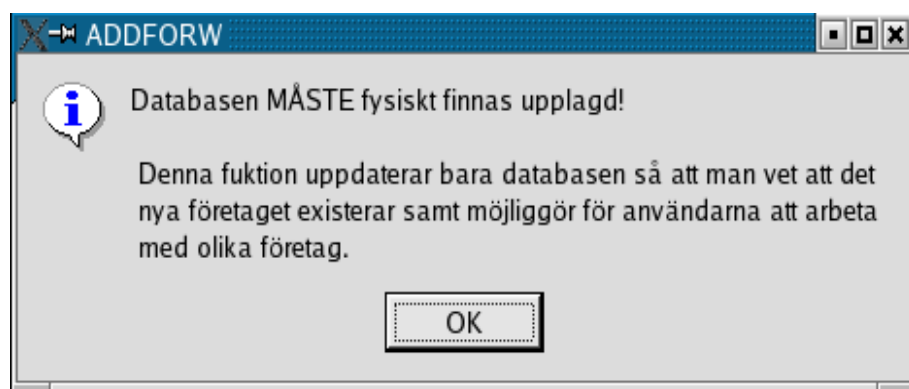 ADDFORW
Databasen MÅSTE fysiskt finnas upplagd!
Denna fuktion uppdaterar bara databasen så att man vet att det
nya företaget existerar samt möjliggör för användarna att arbeta
med olika företag.
OK